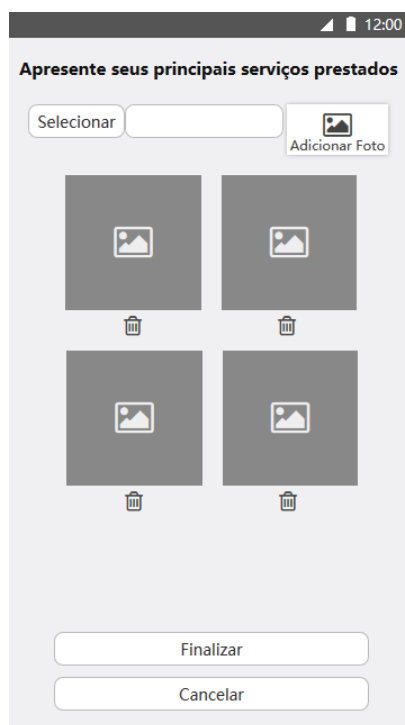 12:00
Apresente seus principais serviços prestados
Selecionar
Adicionar Foto
Finalizar
Cancelar